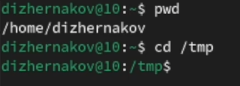 dizhernakov@10:~$ pwd
/home/dizhernakov
dizhernakov@10:~$ cd /tmp
dizhernakov@10:/tmp$